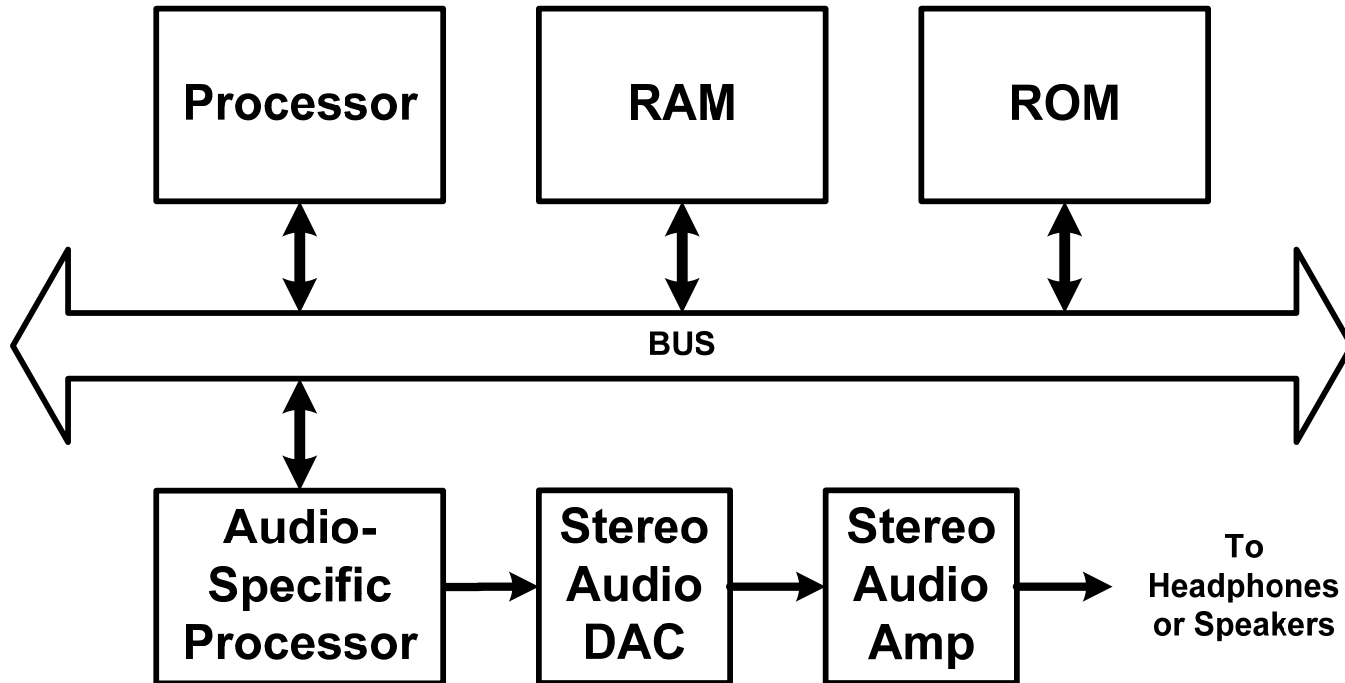 Processor
RAM
ROM
BUS
Audio-
Specific
Processor
Stereo
Audio
DAC
Stereo
Audio
Amp
To
Headphones
or Speakers